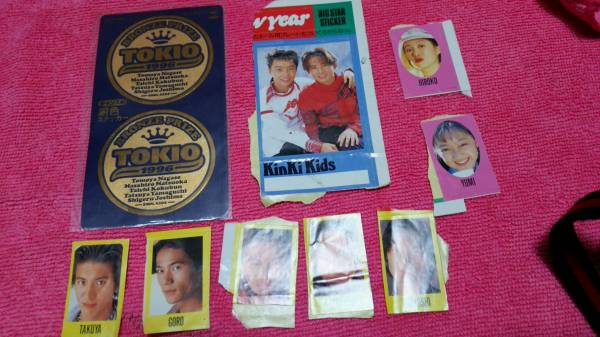 BRONZE PRIZE
TOKIO
1996
Tomoya Nagase
Masahiro Matsuoka
Taichi Kokubun
Tatsuya Yamaguchi
Shigeru Joshima
BRONZE PRIZE
TOKIO
1996
Tomoya Nagase
Masahiro Matsuoka
Taichi Kokubun
Tatsuya Yamaguchi
Shigeru Joshima
year
BIG STAR
STICKER
KinKi Kids
HIROKO
YUMI
TAKUYA
GORO